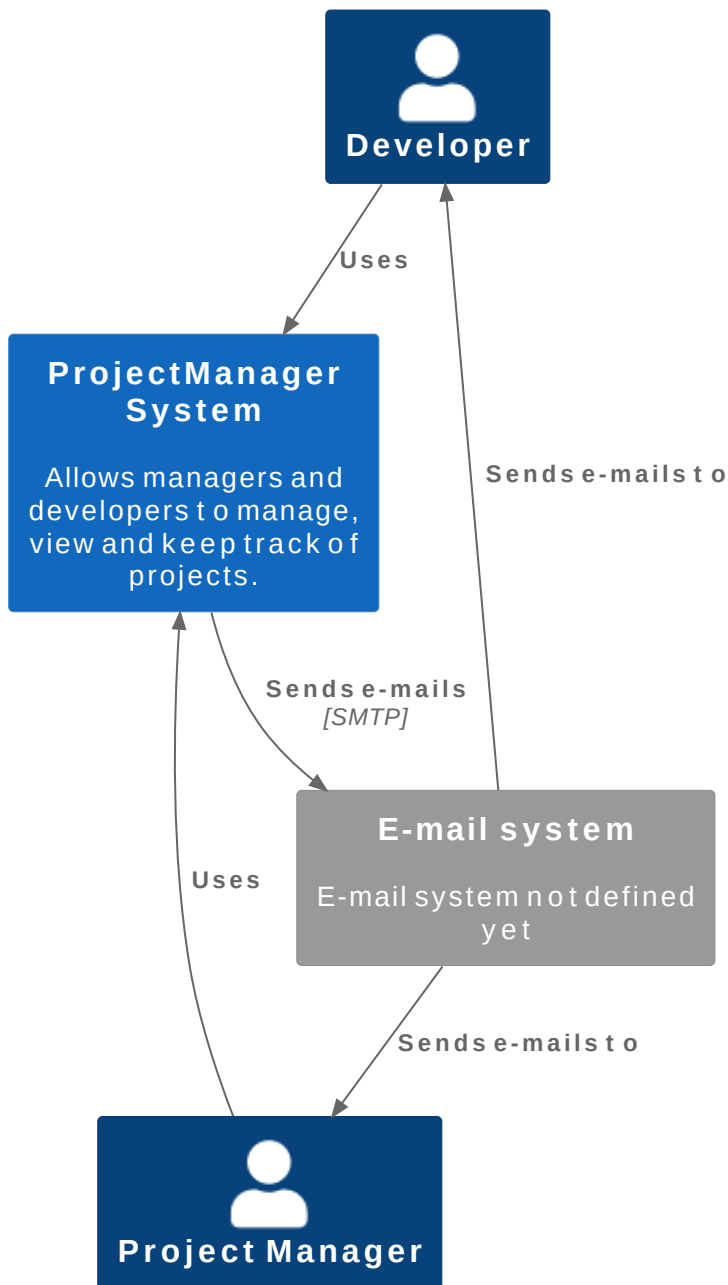 Developer
Uses
ProjectManager
System
Allows managers and
developers to manage,
view and keep track of
projects.
Sends e-mails to
Sends e-mails
[SMTP]
E-mail system
E-mail system not defined
yet
Uses
Sends e-mails to
Project Manager